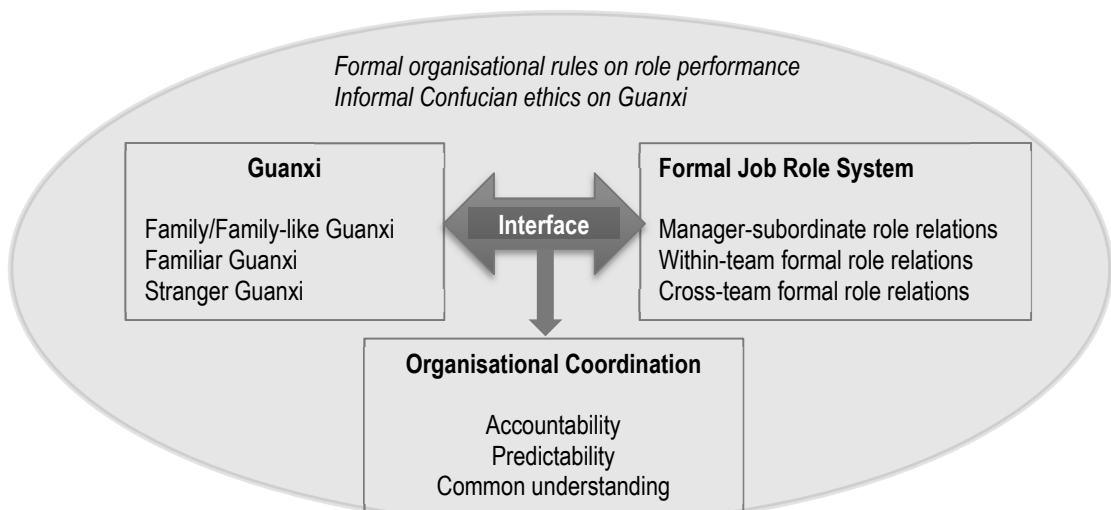 Formal organisational rules on role performance
Informal Confucian ethics on Guanxi
Guanxi
Family/Family-like Guanxi
Familiar Guanxi
Stranger Guanxi
Interface
Formal Job Role System
Manager-subordinate role relations
Within-team formal role relations
Cross-team formal role relations
Organisational Coordination
Accountability
Predictability
Common understanding